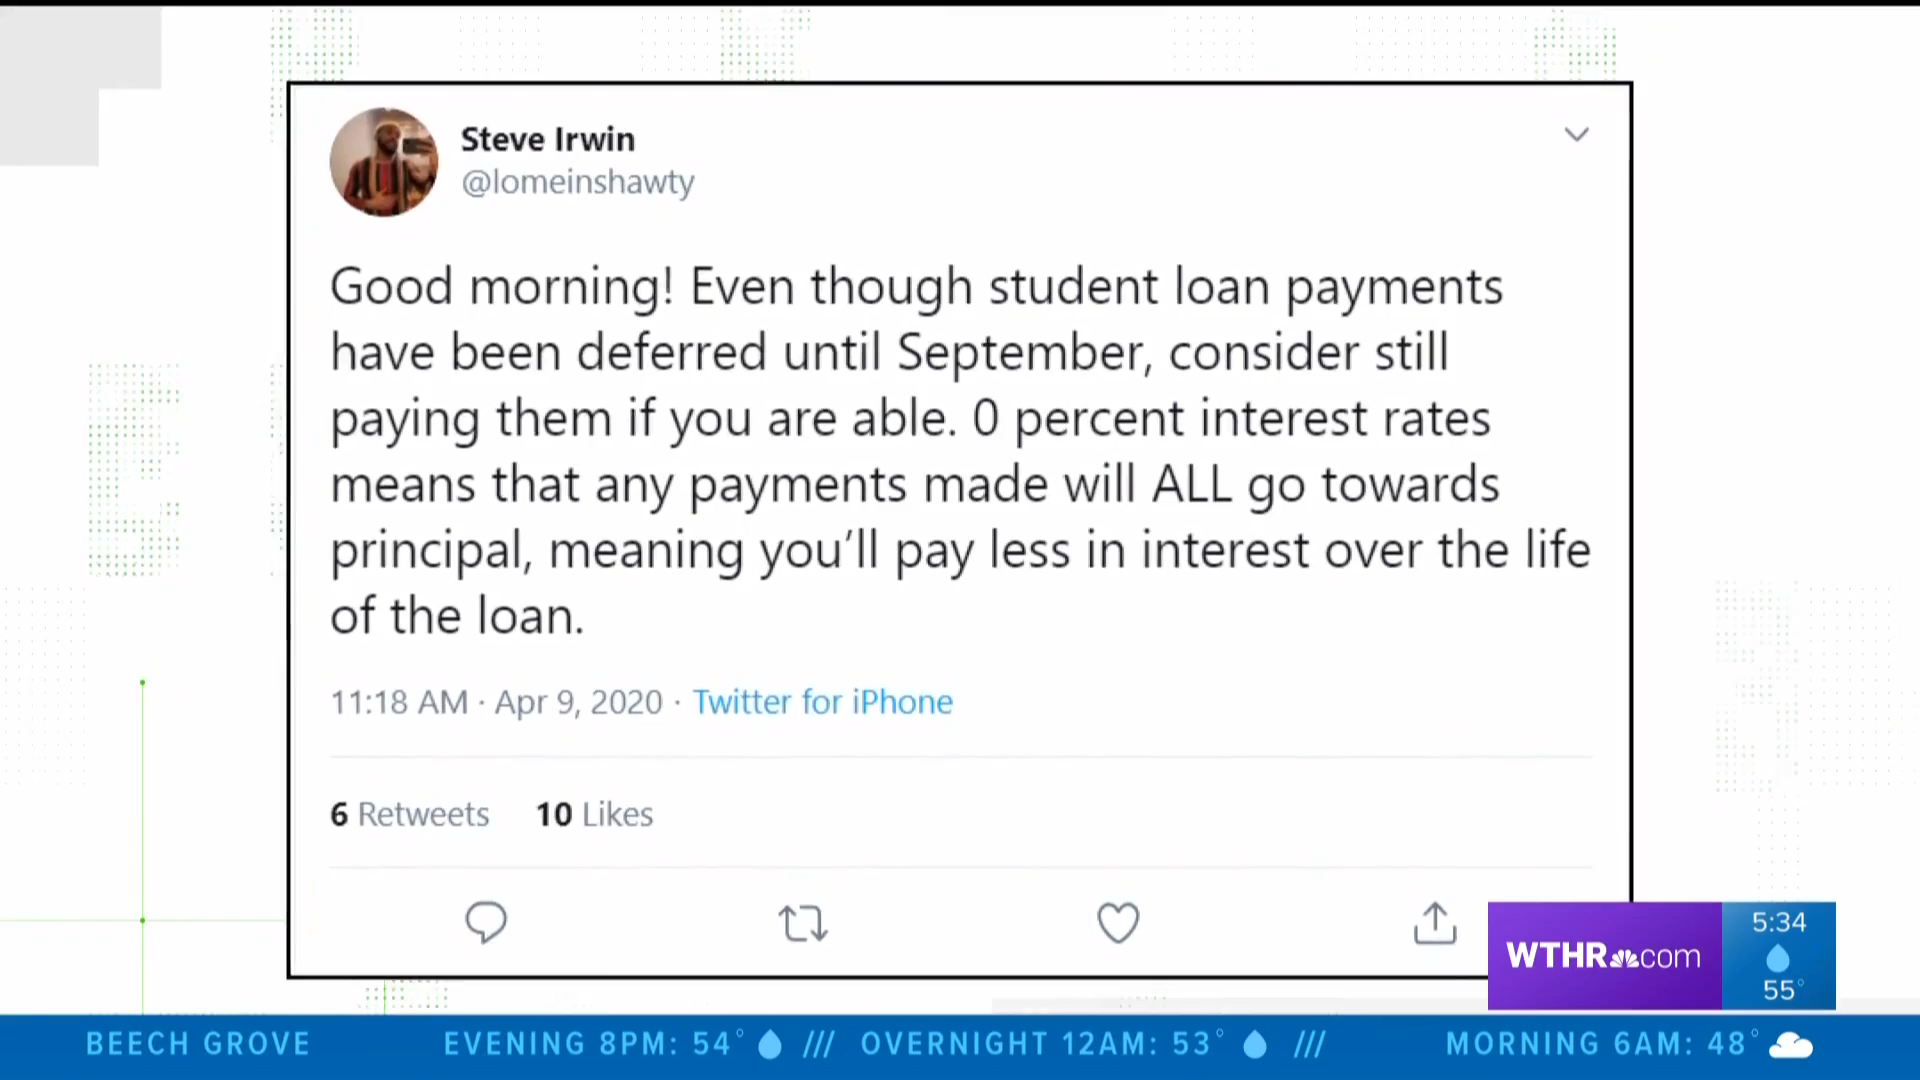 Steve Irwin
@lomeinshawty
Good morning! Even though student loan payments
have been deferred until September, consider still
paying them if you are able. 0 percent interest rates
means that any payments made will ALL go towards
principal, meaning you’ll pay less in interest over the life
of the loan.
11:18 AM · Apr 9, 2020 · Twitter for iPhone
6 Retweets 10 Likes
WTHR.com
5:34
55°
BEECH GROVE EVENING 8PM: 54° /// OVERNIGHT 12AM: 53° /// MORNING 6AM: 48°